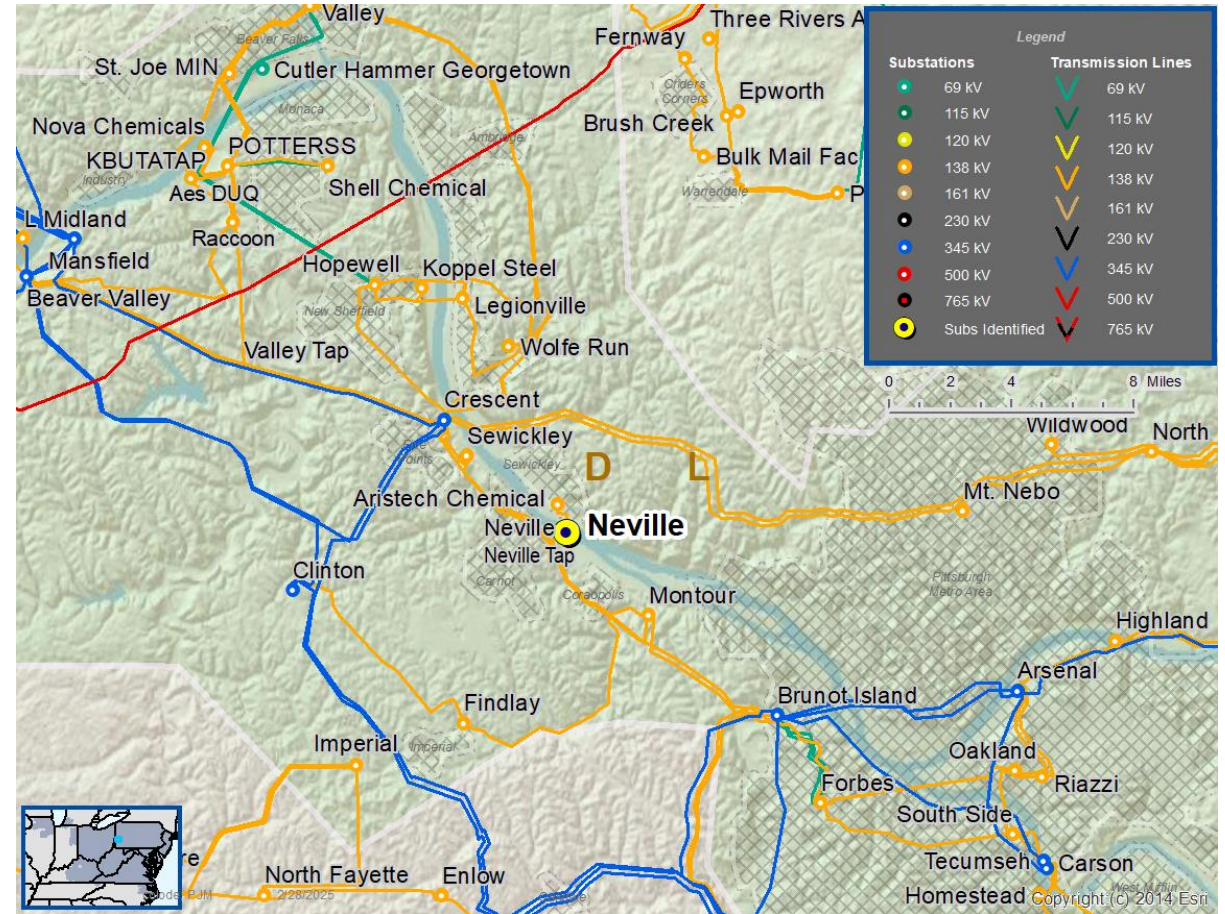 Valley
Three Rivers A
Beaver Falls
Fernway
St. Joe MIN
Cutler Hammer Georgetown
Criders
Corners
Epworth
Monaca
Nova Chemicals
Brush Creek
Ambridge
KBUTATAP
POTTERSS
Bulk Mail Fac
Industry
Shell Chemical
Warrendale
P
Aes DUQ
L Midland
Raccoon
Mansfield
Hopewell
Koppel Steel
Beaver Valley
New Sheffield
Legionville
Valley Tap
Wolfe Run
Legend
Substations
Transmission Lines
69 kV
69 kV
115 kV
115 kV
120 kV
120 kV
138 kV
138 kV
161 kV
161 kV
230 kV
230 kV
345 kV
345 kV
500 kV
500 kV
765 kV
765 kV
Subs Identified
0 2 4 8 Miles
Crescent
Sewickley
Wildwood
North
Points
Sewickley
D L
Aristech Chemical
Mt. Nebo
Neville
Neville
Neville Tap
Clinton
Carnot
Coraopolis
Pittsburgh
Metro Area
Montour
Highland
Arsenal
Findlay
Brunot Island
Imperial
Imperial
Oakland
Riazzi
Forbes
South Side
Tecumseh
Carson
re
North Fayette
Enlow
Homestead
West Mifflin
PJM
2/28/2025
Copyright (c) 2014 Esri